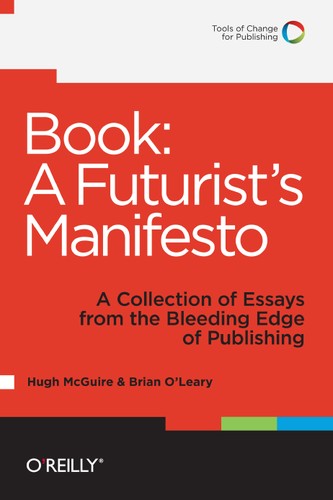 Tools of Change
for Publishing
Book:
A Futurist's
Manifesto
A Collection of Essays
from the Bleeding Edge
of Publishing
Hugh McGuire & Brian O'Leary
O'REILLY®